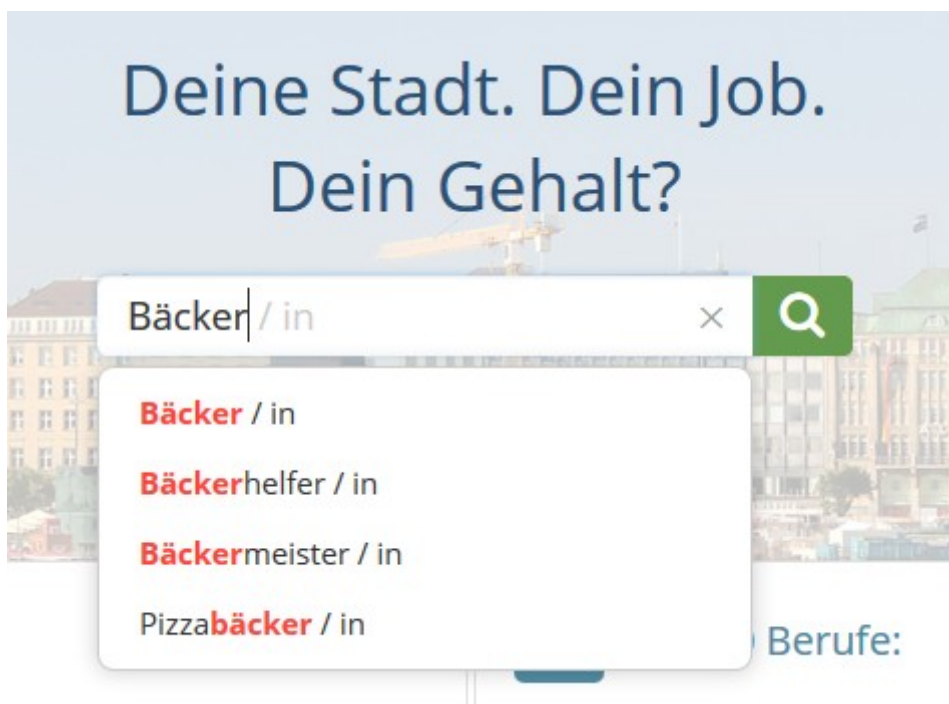 Deine Stadt. Dein Job.
Dein Gehalt?
Bäcker / in
Bäcker / in
Bäckerhelfer / in
Bäckermeister / in
Pizzabäcker / in
Berufe: